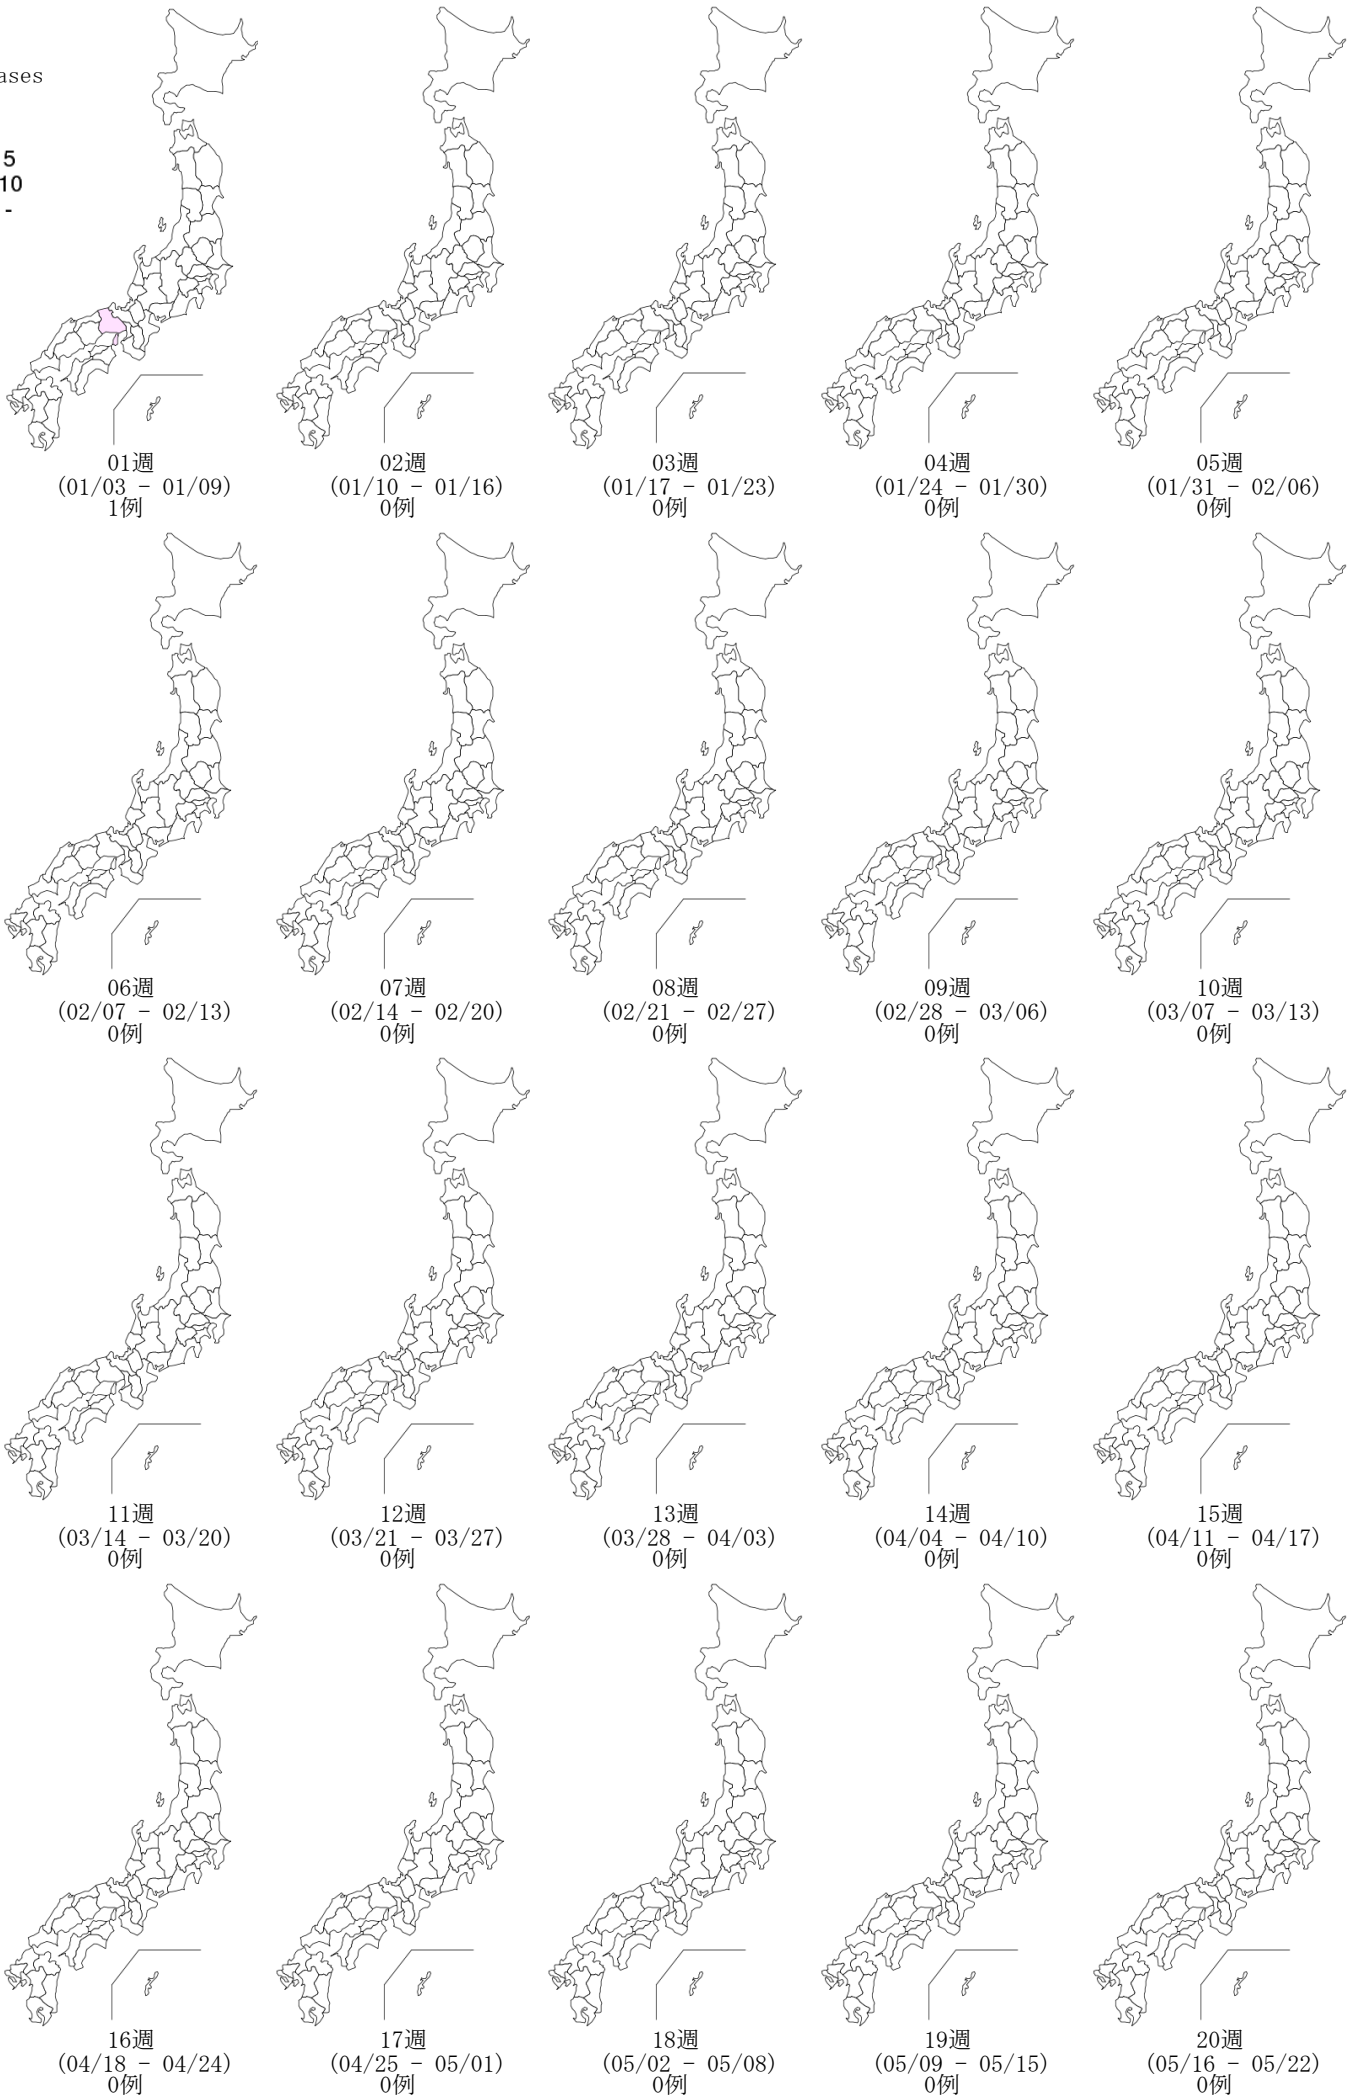 ases
5
10
-
01週
(01/03 - 01/09)
1例
02週
(01/10 - 01/16)
0例
03週
(01/17 - 01/23)
0例
04週
(01/24 - 01/30)
0例
05週
(01/31 - 02/06)
0例
06週
(02/07 - 02/13)
0例
07週
(02/14 - 02/20)
0例
08週
(02/21 - 02/27)
0例
09週
(02/28 - 03/06)
0例
10週
(03/07 - 03/13)
0例
11週
(03/14 - 03/20)
0例
12週
(03/21 - 03/27)
0例
13週
(03/28 - 04/03)
0例
14週
(04/04 - 04/10)
0例
15週
(04/11 - 04/17)
0例
16週
(04/18 - 04/24)
0例
17週
(04/25 - 05/01)
0例
18週
(05/02 - 05/08)
0例
19週
(05/09 - 05/15)
0例
20週
(05/16 - 05/22)
0例